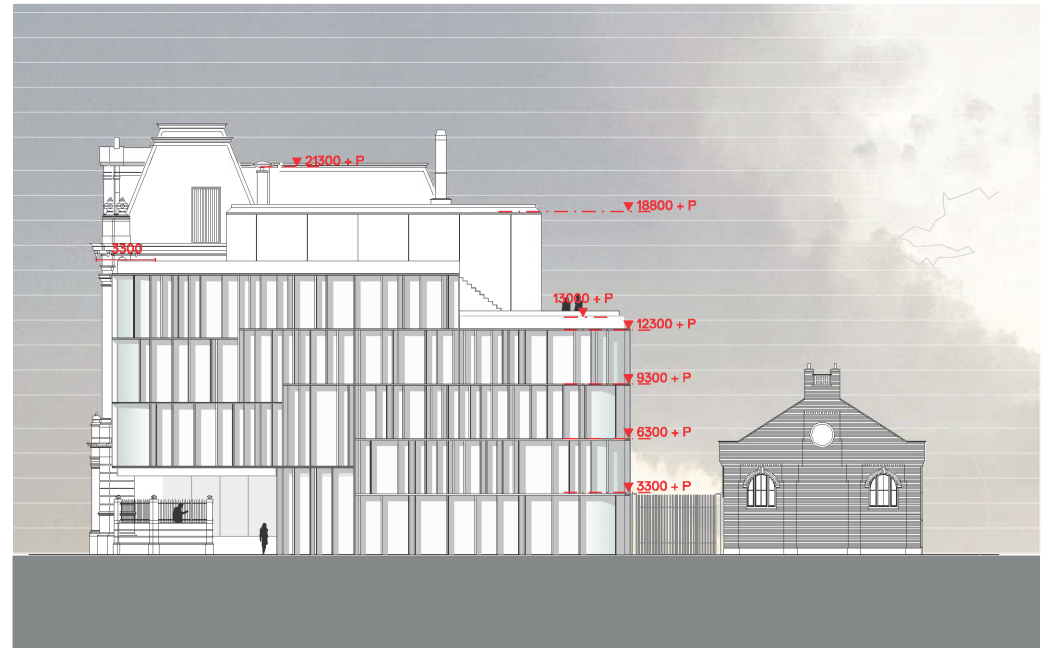 21300 + P
18800 + P
3300
13000 + P
12300 + P
9300 + P
6300 + P
3300 + P